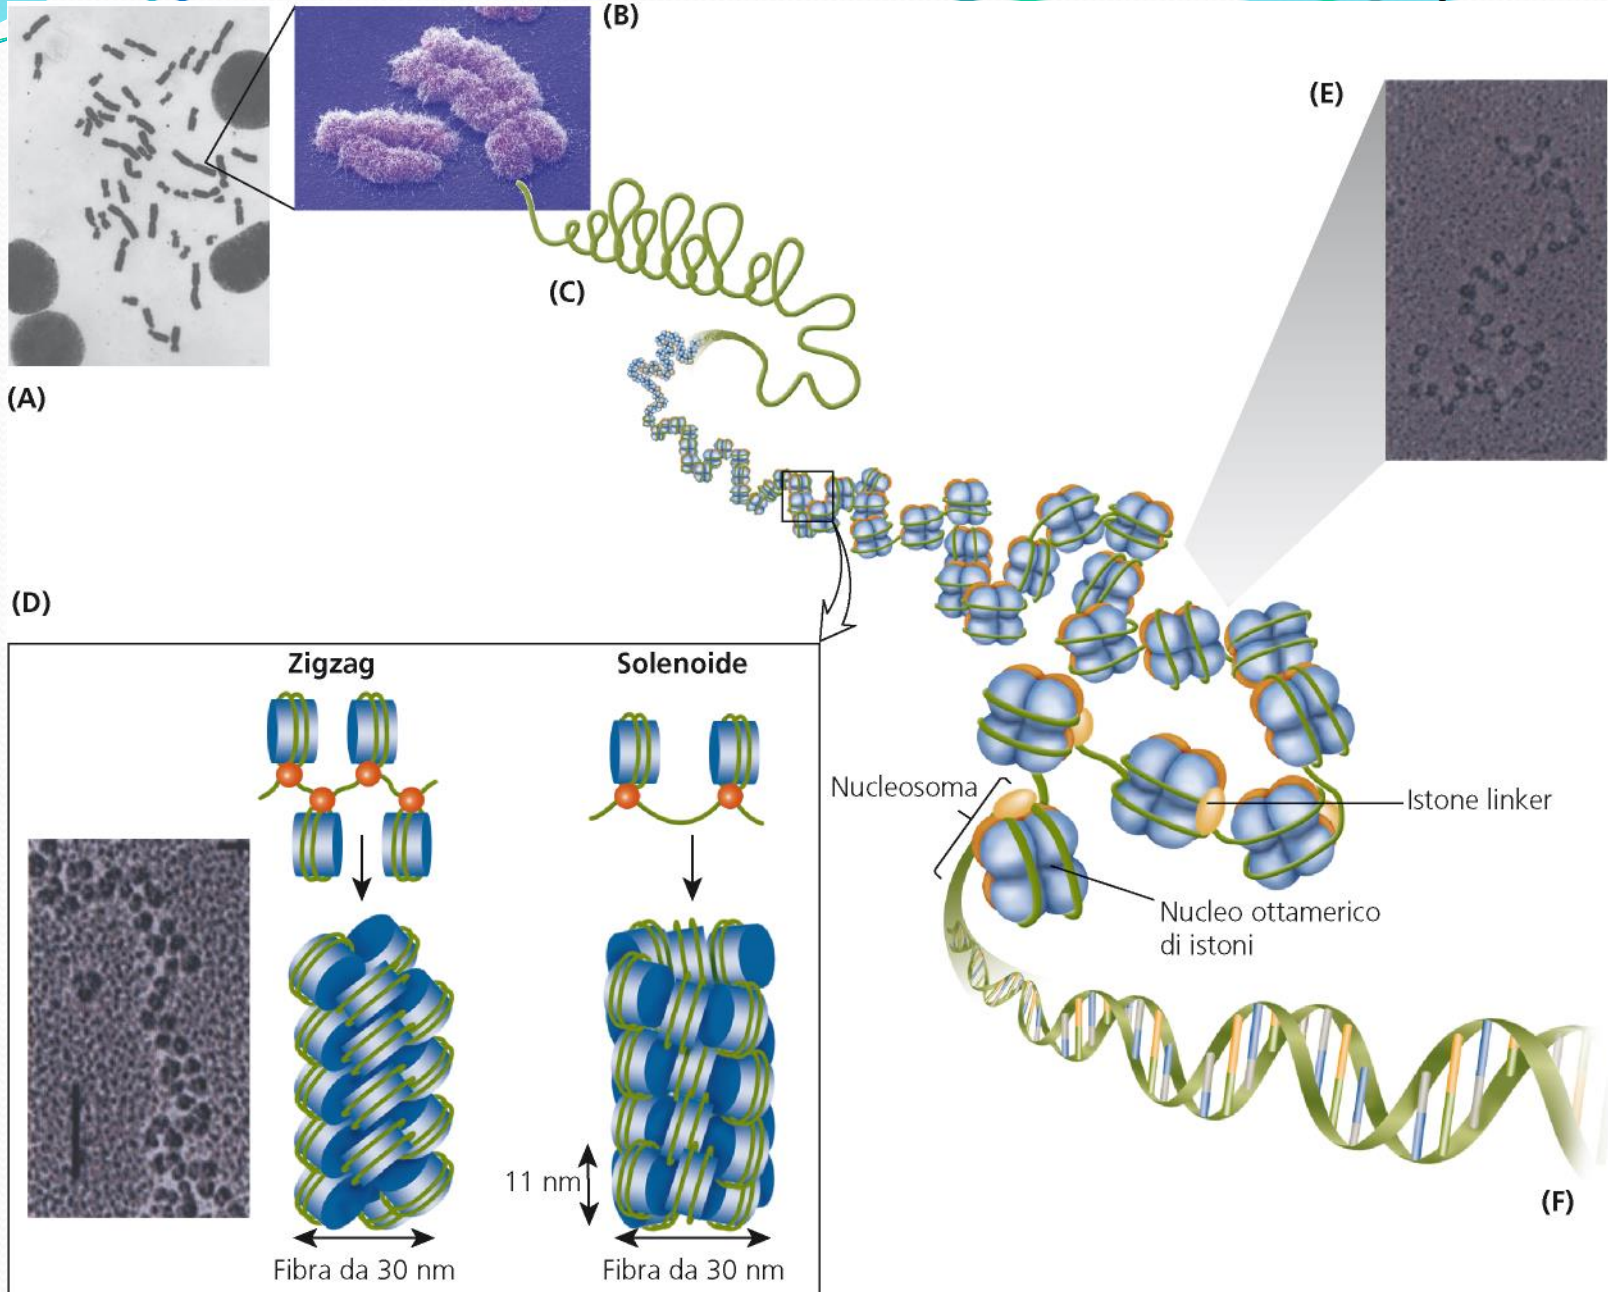 (B)
(E)
(C)
(A)
(D)
Zigzag
Solenoide
Nucleosoma
Istone linker
Nucleo ottamerico
di istoni
11 nm
(F)
Fibra da 30 nm
Fibra da 30 nm